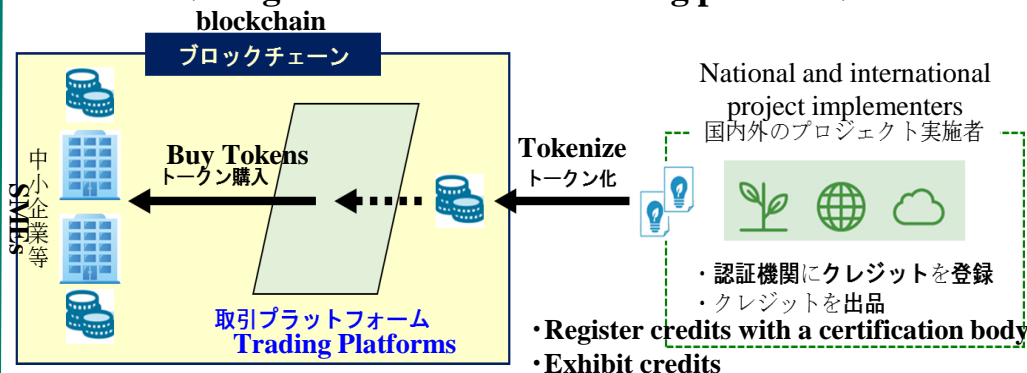 blockchain
ブロックチェーン
National and international
project implementers
国内外のプロジェクト実施者
Buy Tokens
トークン購入
Tokenize
トークン化
中小企業等
SMEs
・認証機関にクレジットを登録
・クレジットを出品
取引プラットフォーム
Trading Platforms
・Register credits with a certification body
・Exhibit credits